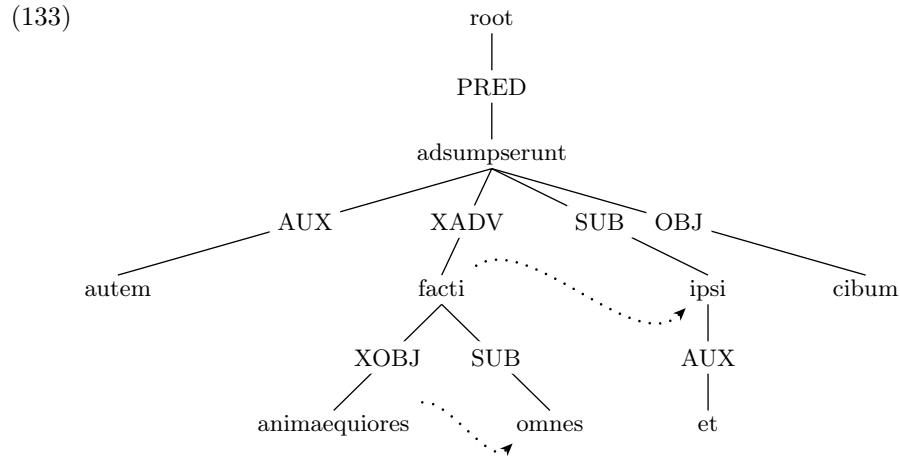 (133)
root
PRED
adsumpserunt
AUX XADV SUB OBJ
autem facti ipsi cibum
XOBJ SUB AUX
animaequiores omnes et